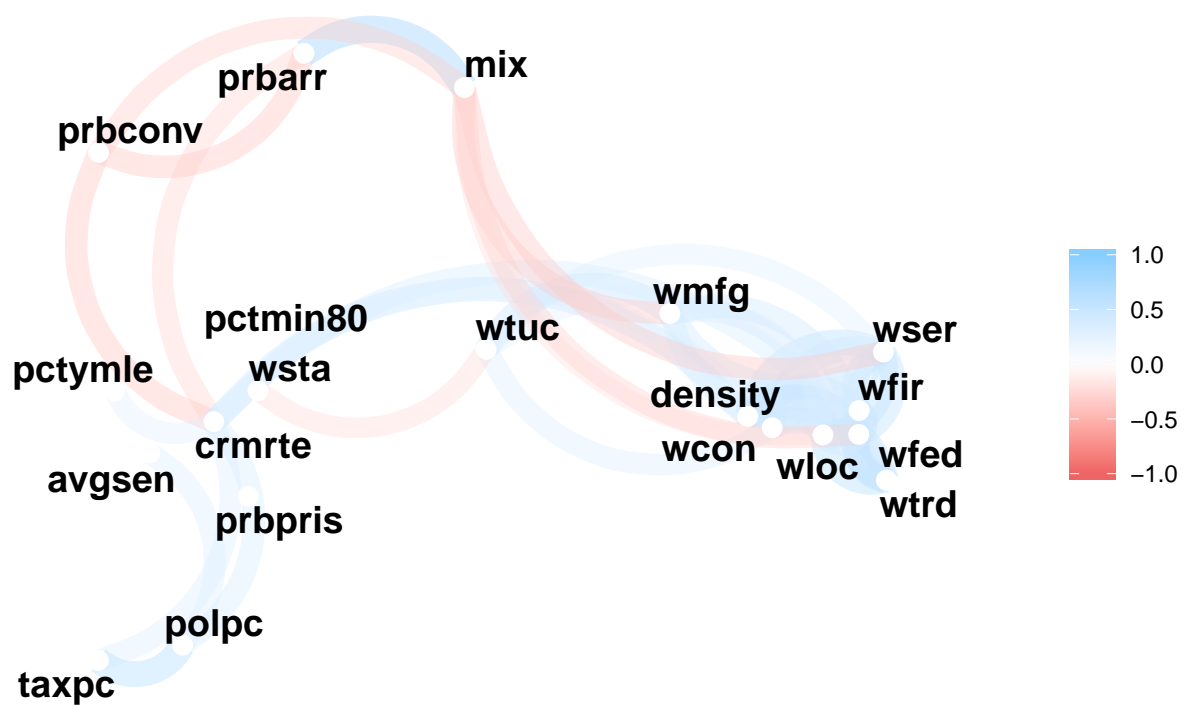 mix
prbarr
prbconv
wmfg
pctmin80
wtuc
wser
pctymle
wsta
wfir
density
crmrte
wcon
wloc
wfed
avgsen
wtrd
prbpris
polpc
taxpc
1.0
0.5
0.0
−0.5
−1.0